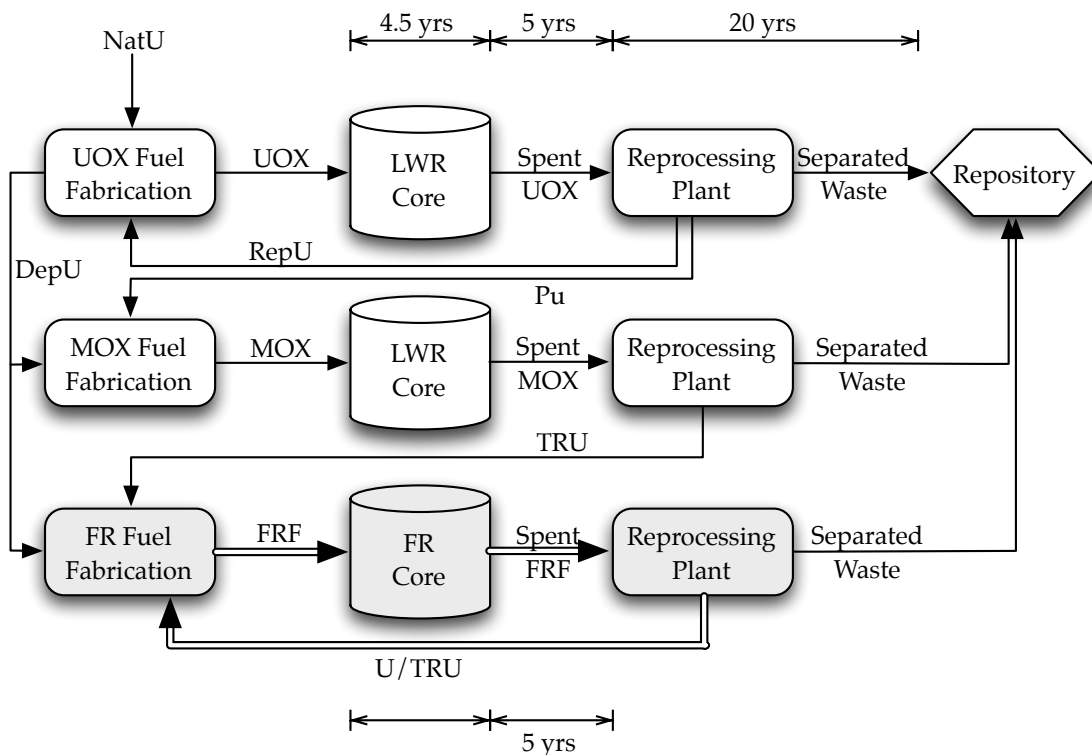 4.5 yrs
5 yrs
20 yrs
NatU
UOX Fuel
Fabrication
UOX
LWR
Core
Spent
UOX
Reprocessing
Plant
Separated
Waste
Repository
RepU
DepU
Pu
MOX Fuel
Fabrication
MOX
LWR
Core
Spent
MOX
Reprocessing
Plant
Separated
Waste
TRU
FR Fuel
Fabrication
FRF
FR
Core
Spent
FRF
Reprocessing
Plant
Separated
Waste
U/TRU
5 yrs